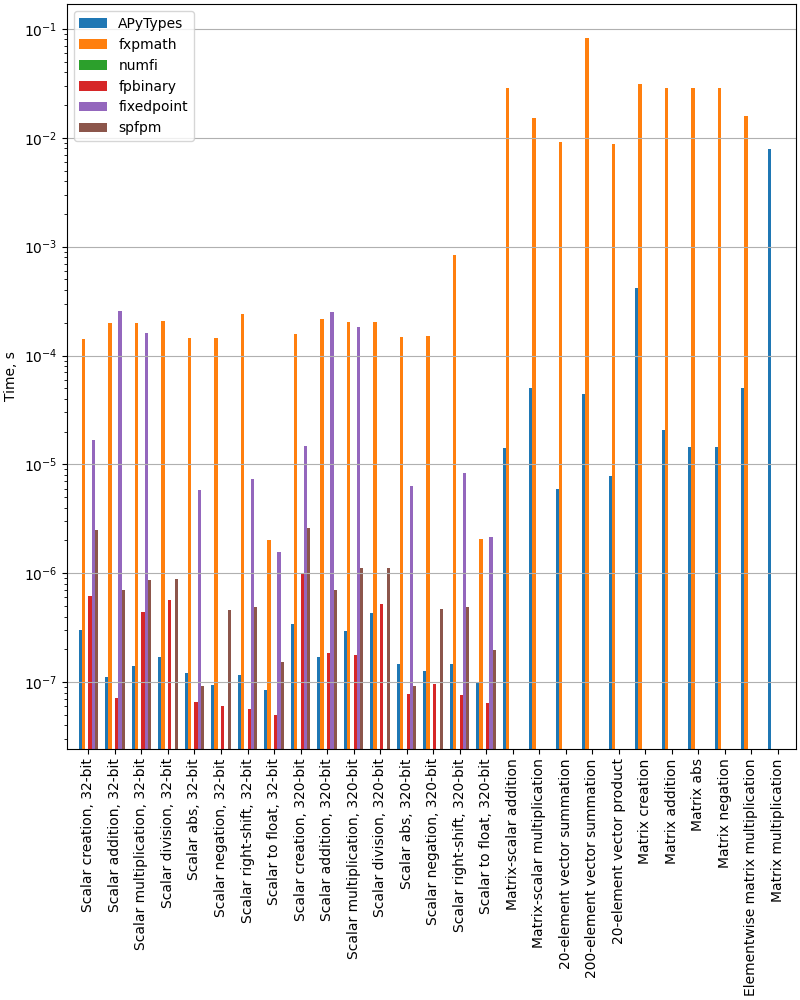 APyTypes
fxpmath
numfi
fpbinary
fixedpoint
spfpm
Time, s
10⁻¹
10⁻²
10⁻³
10⁻⁴
10⁻⁵
10⁻⁶
10⁻⁷
Scalar creation, 32-bit
Scalar addition, 32-bit
Scalar multiplication, 32-bit
Scalar division, 32-bit
Scalar abs, 32-bit
Scalar negation, 32-bit
Scalar right-shift, 32-bit
Scalar to float, 32-bit
Scalar creation, 320-bit
Scalar addition, 320-bit
Scalar multiplication, 320-bit
Scalar division, 320-bit
Scalar abs, 320-bit
Scalar negation, 320-bit
Scalar right-shift, 320-bit
Scalar to float, 320-bit
Matrix-scalar addition
Matrix-scalar multiplication
20-element vector summation
200-element vector summation
20-element vector product
Matrix creation
Matrix addition
Matrix abs
Matrix negation
Elementwise matrix multiplication
Matrix multiplication